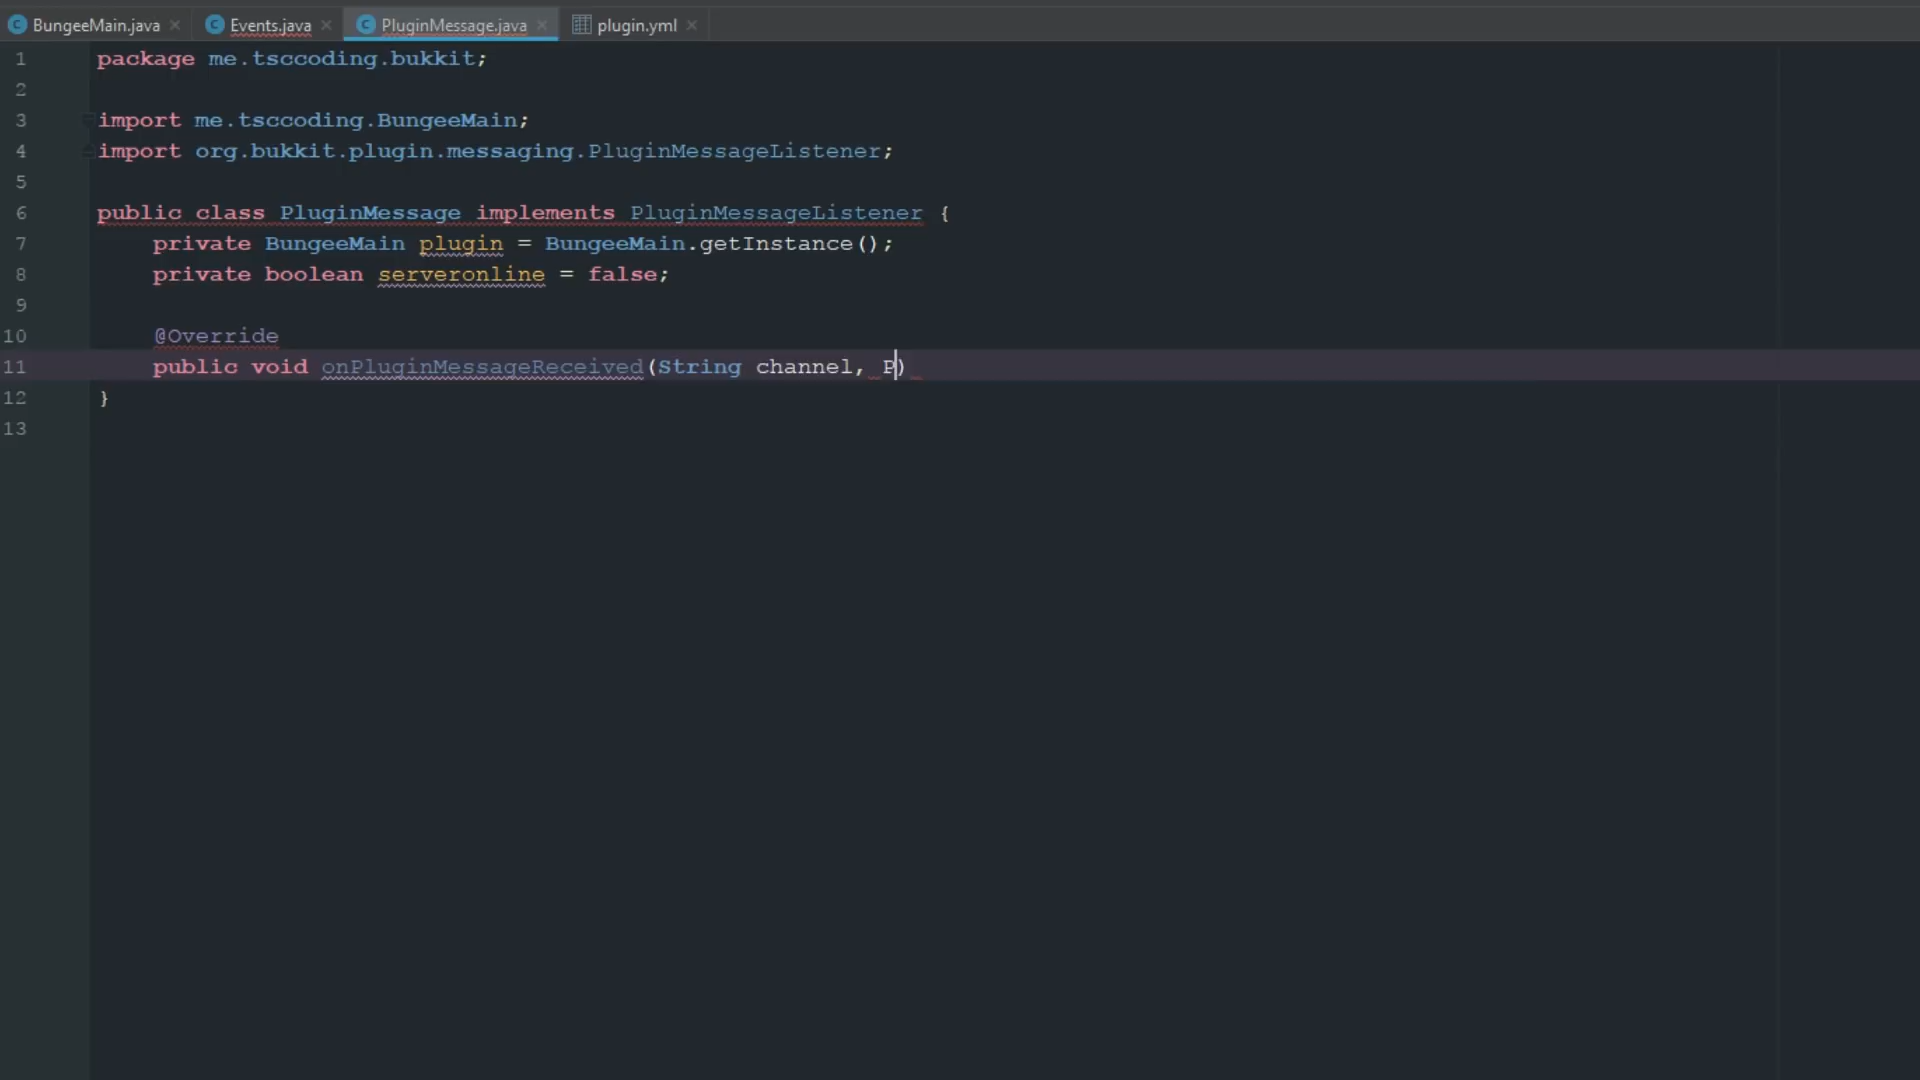 BungeeMain.java Events.java PluginMessage.java plugin.yml
1 package me.tsccoding.bukkit;
2
3 import me.tsccoding.BungeeMain;
4 import org.bukkit.plugin.messaging.PluginMessageListener;
5
6 public class PluginMessage implements PluginMessageListener {
7 private BungeeMain plugin = BungeeMain.getInstance();
8 private boolean serveronline = false;
9
10 @Override
11 public void onPluginMessageReceived(String channel, P)
12 }
13